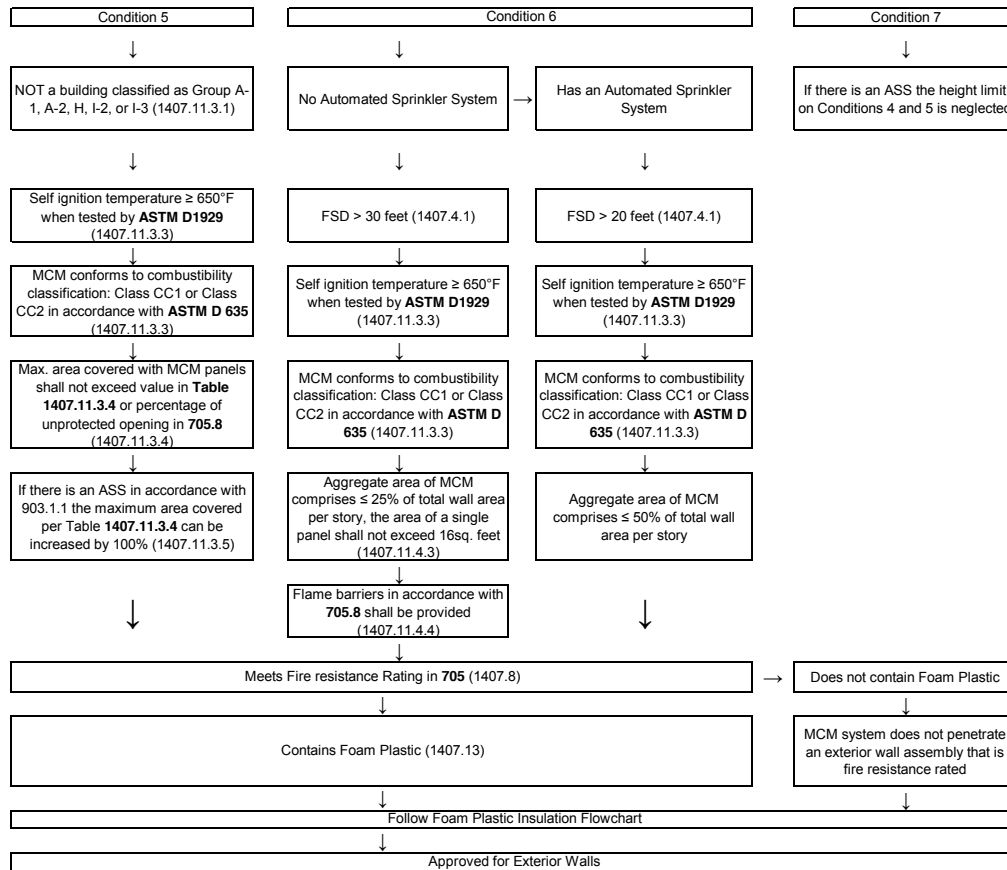 Condition 5
Condition 6
Condition 7
NOT a building classified as Group A-
1, A-2, H, I-2, or I-3 (1407.11.3.1)
No Automated Sprinkler System
Has an Automated Sprinkler
System
If there is an ASS the height limit
on Conditions 4 and 5 is neglected
Self ignition temperature ≥ 650°F
when tested by ASTM D1929
(1407.11.3.3)
FSD > 30 feet (1407.4.1)
FSD > 20 feet (1407.4.1)
MCM conforms to combustibility
classification: Class CC1 or Class
CC2 in accordance with ASTM D 635
(1407.11.3.3)
Self ignition temperature ≥ 650°F
when tested by ASTM D1929
(1407.11.3.3)
Self ignition temperature ≥ 650°F
when tested by ASTM D1929
(1407.11.3.3)
Max. area covered with MCM panels
shall not exceed value in Table
1407.11.3.4 or percentage of
unprotected opening in 705.8
(1407.11.3.4)
MCM conforms to combustibility
classification: Class CC1 or Class
CC2 in accordance with ASTM D
635 (1407.11.3.3)
MCM conforms to combustibility
classification: Class CC1 or Class
CC2 in accordance with ASTM D
635 (1407.11.3.3)
If there is an ASS in accordance with
903.1.1 the maximum area covered
per Table 1407.11.3.4 can be
increased by 100% (1407.11.3.5)
Aggregate area of MCM
comprises ≤ 25% of total wall area
per story, the area of a single
panel shall not exceed 16sq. feet
(1407.11.4.3)
Aggregate area of MCM
comprises ≤ 50% of total wall
area per story
Flame barriers in accordance with
705.8 shall be provided
(1407.11.4.4)
Meets Fire resistance Rating in 705 (1407.8)
Does not contain Foam Plastic
Contains Foam Plastic (1407.13)
MCM system does not penetrate
an exterior wall assembly that is
fire resistance rated
Follow Foam Plastic Insulation Flowchart
Approved for Exterior Walls